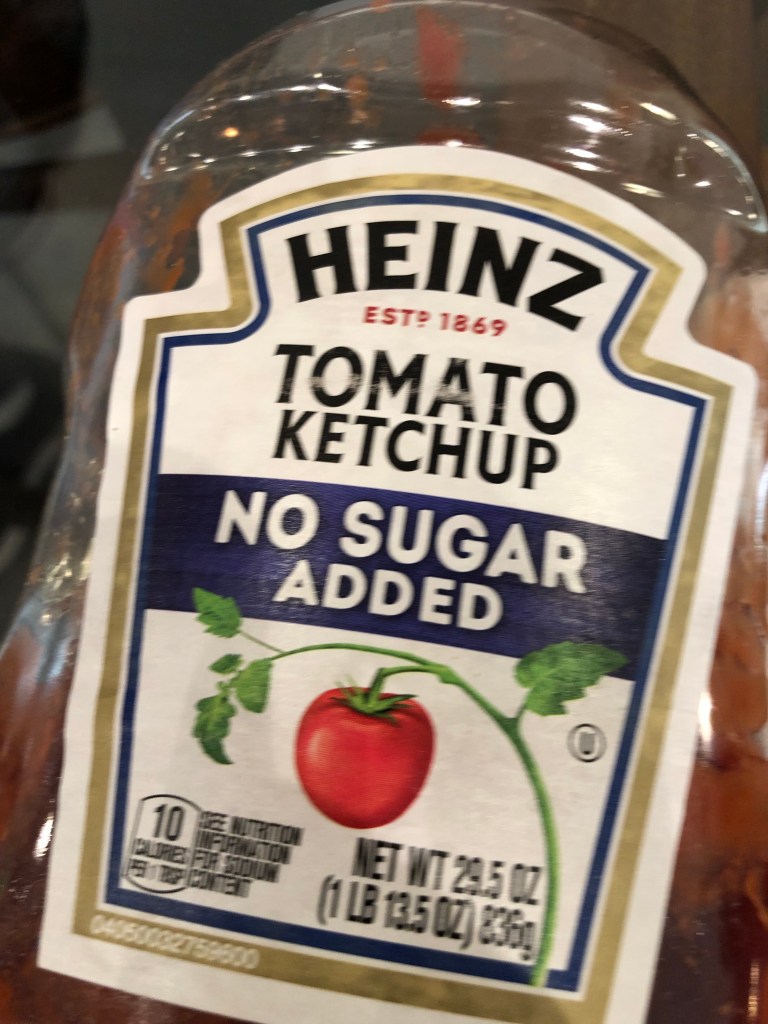 HEINZ
ESTD 1869
TOMATO
KETCHUP
NO SUGAR
ADDED
U
10
CALORIES
PER 1 TBSP
SEE NUTRITION
INFORMATION
FOR SODIUM
CONTENT
NET WT 29.5 OZ
(1 LB 13.5 OZ) 836g